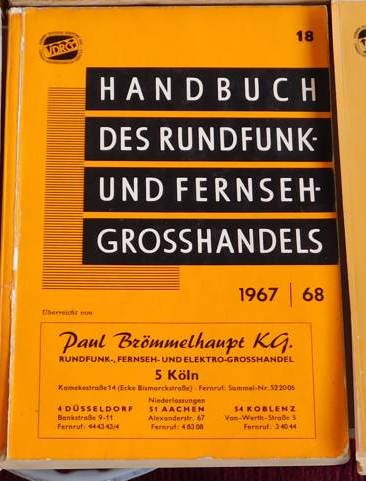 VDRG
18
HANDBUCH
DES RUNDFUNK-
UND FERNSEH-
GROSSHANDELS
1967 | 68
Überreicht von
Paul Brömmelhaupt KG.
RUNDFUNK-, FERNSEH- UND ELEKTRO-GROSSHANDEL
5 Köln
Kamekestraße 14 (Ecke Bismarckstraße) · Fernruf: Sammel-Nr. 522006
Niederlassungen
4 DÜSSELDORF 51 AACHEN 54 KOBLENZ
Bankstraße 9-11 Alexanderstr. 67 Von-Werth-Straße 5
Fernruf: 44 43 43/4 Fernruf: 4 83 08 Fernruf: 3 40 44